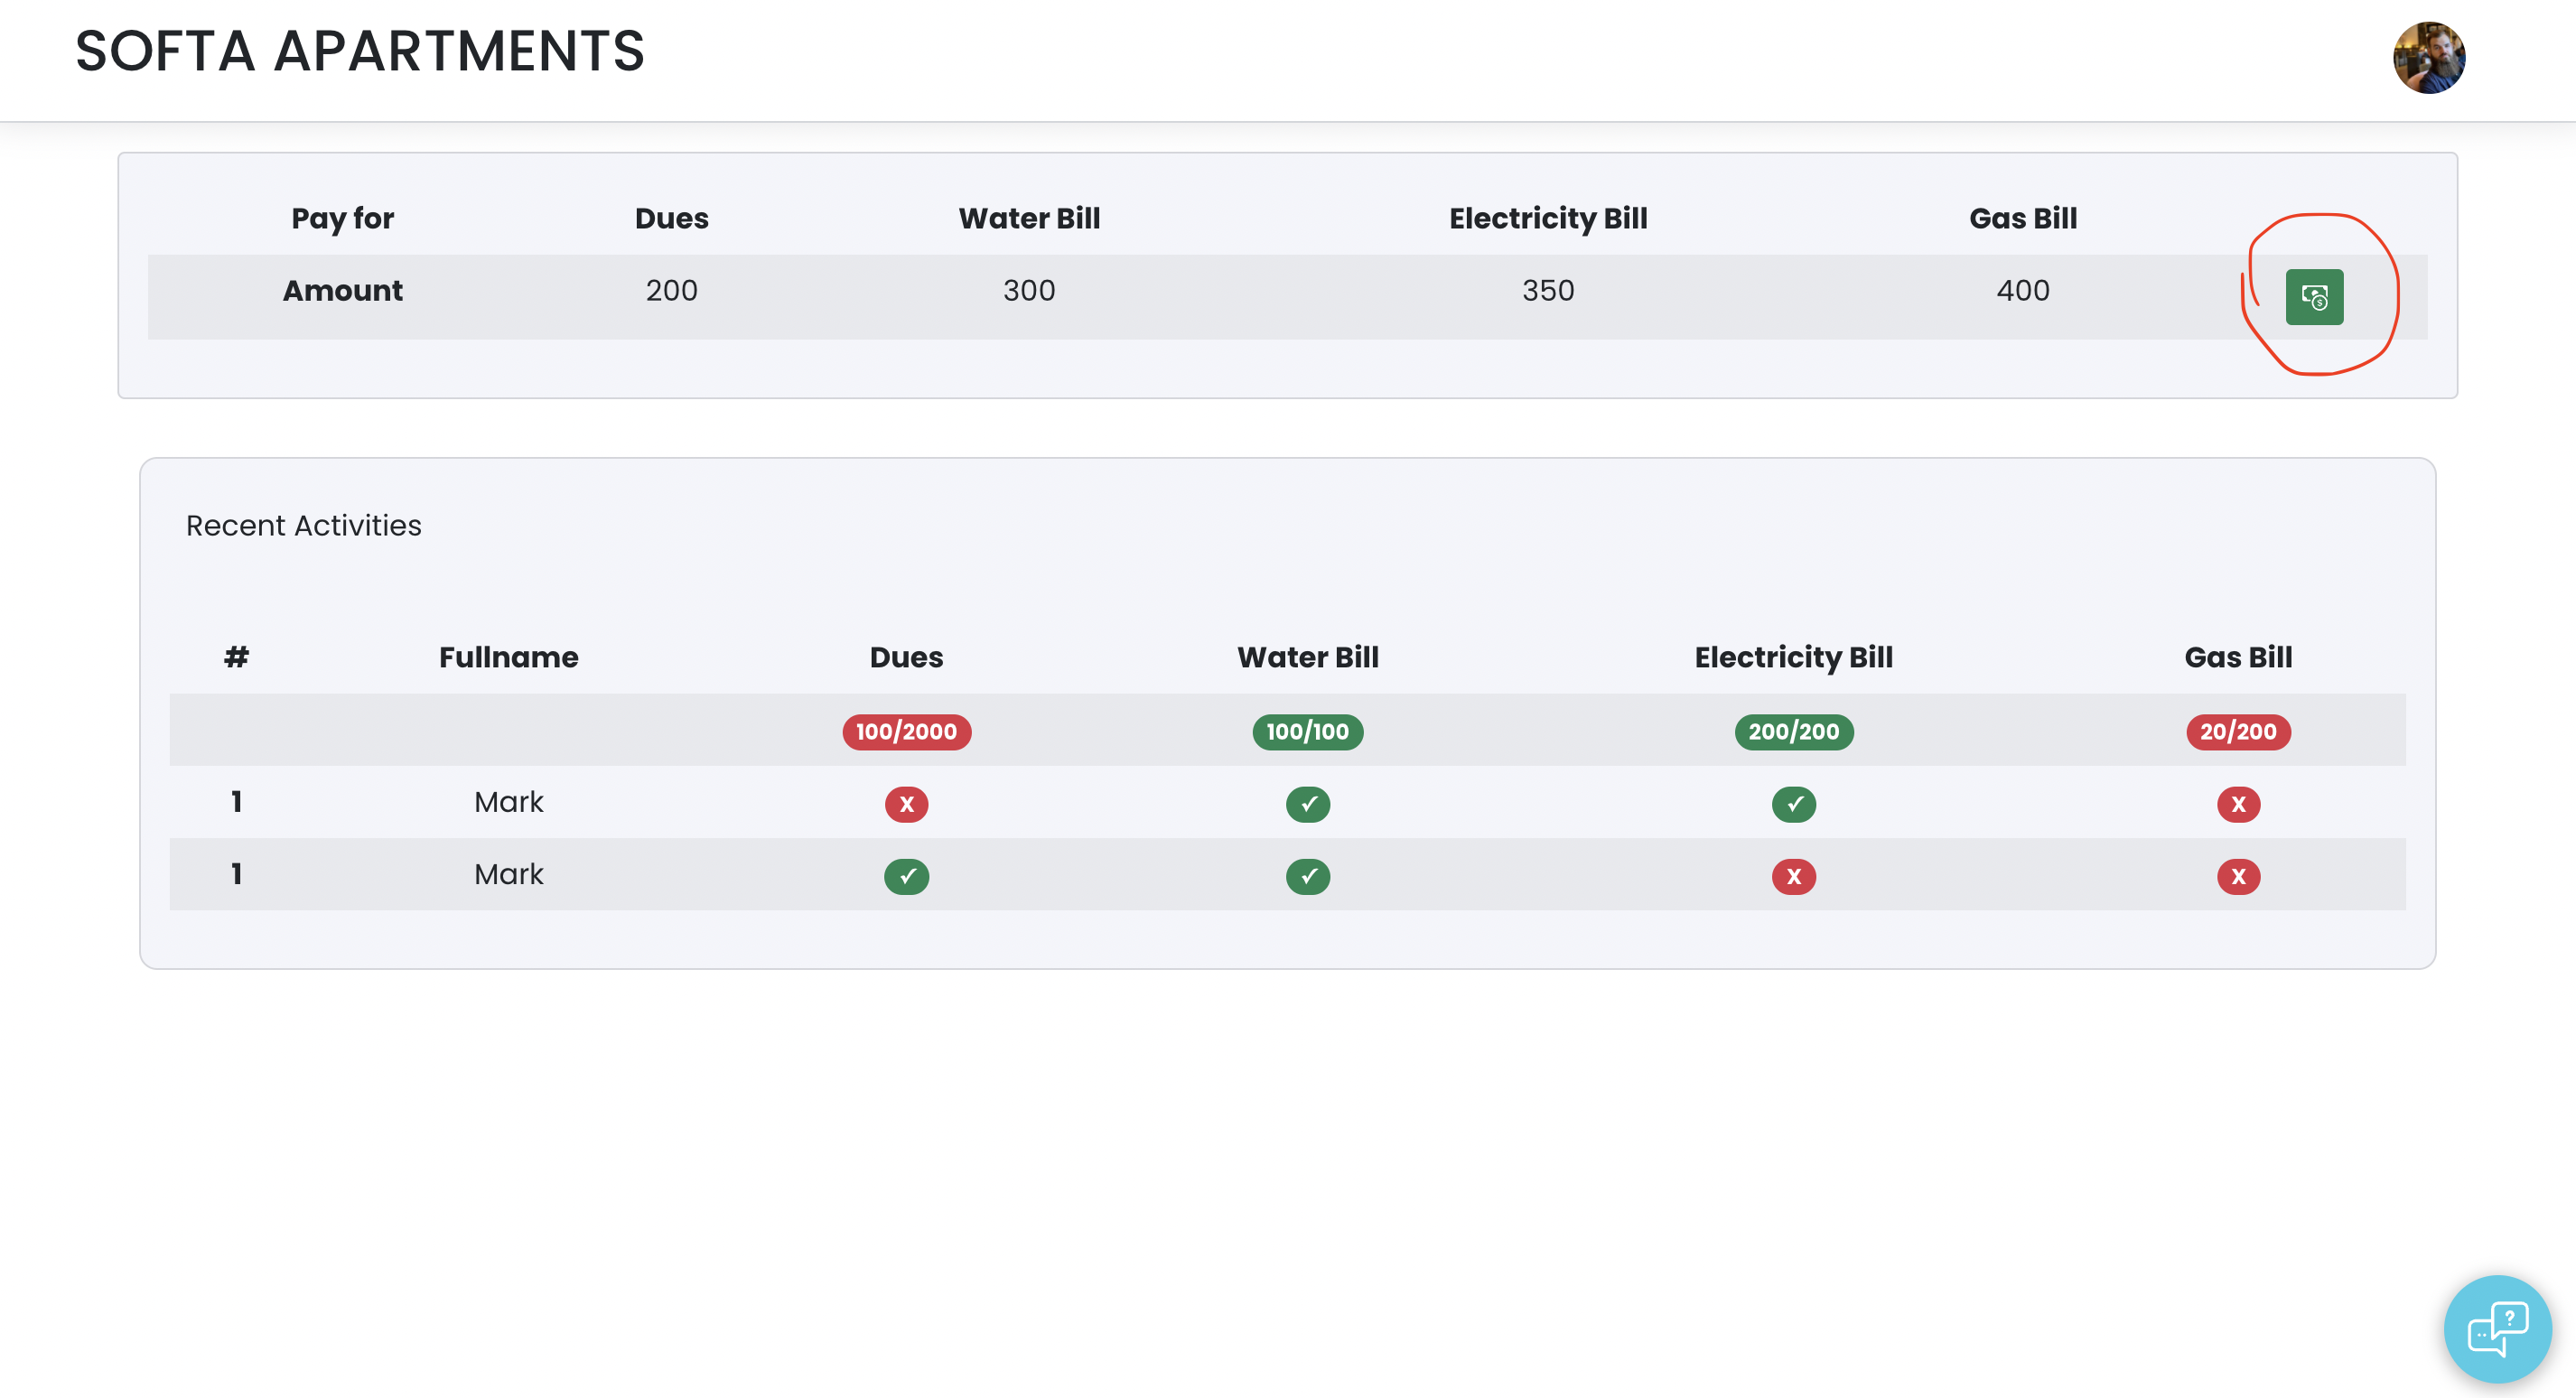 SOFTA APARTMENTS
Pay for Dues Water Bill Electricity Bill Gas Bill
Amount 200 300 350 400 $
Recent Activities
# Fullname Dues Water Bill Electricity Bill Gas Bill
100/2000 100/100 200/200 20/200
1 Mark X ✓ ✓ X
1 Mark ✓ ✓ X X
?